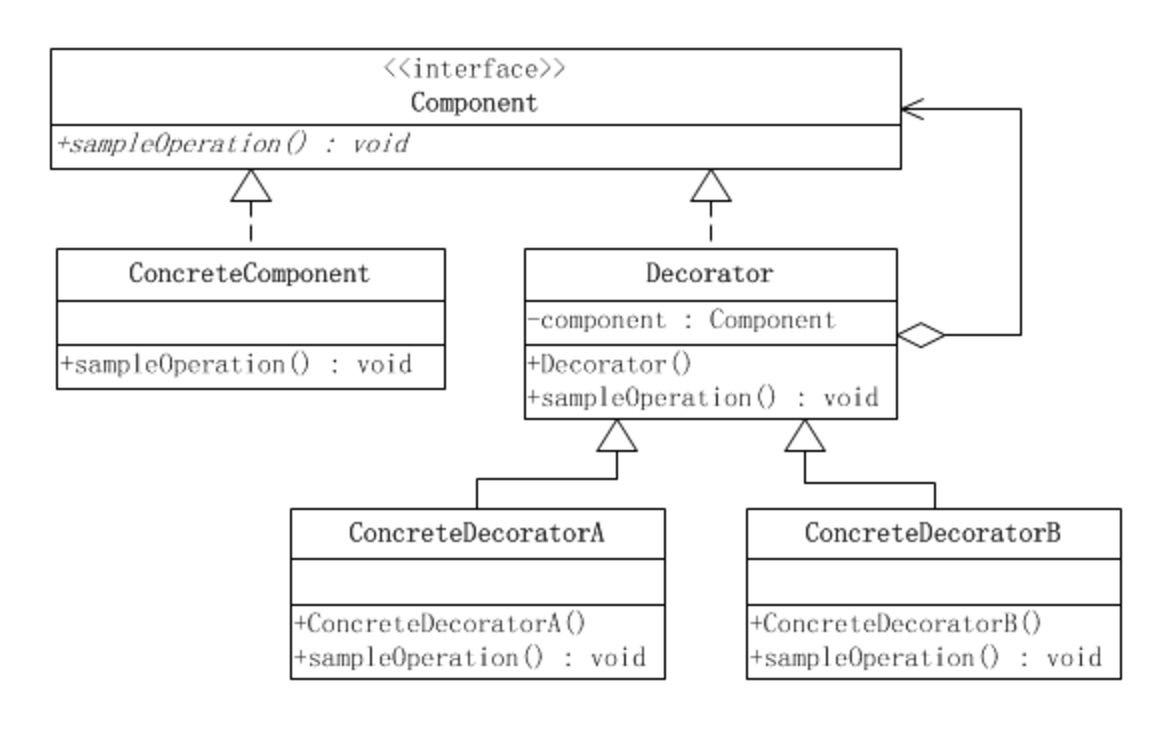 <<interface>>
Component
+sampleOperation() : void
ConcreteComponent
+sampleOperation() : void
Decorator
-component : Component
+Decorator()
+sampleOperation() : void
ConcreteDecoratorA
+ConcreteDecoratorA()
+sampleOperation() : void
ConcreteDecoratorB
+ConcreteDecoratorB()
+sampleOperation() : void